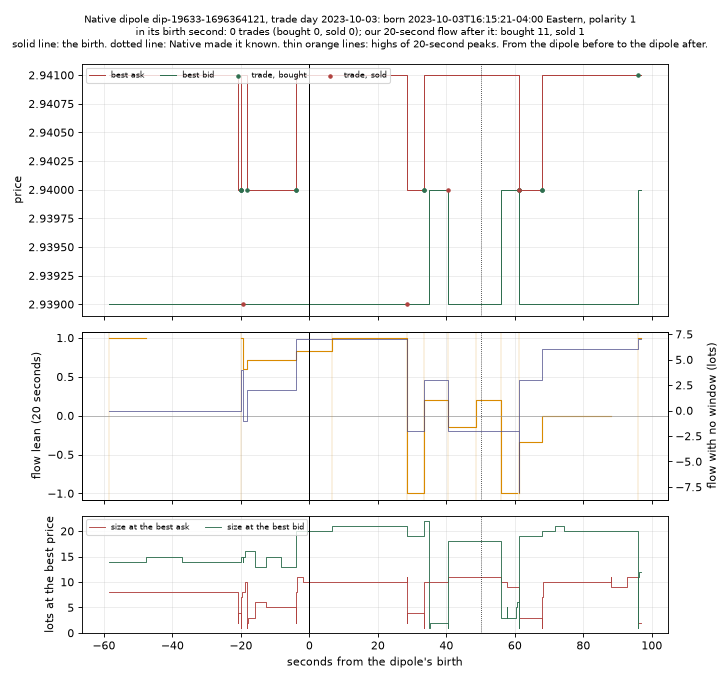 Native dipole dip-19633-1696364121, trade day 2023-10-03: born 2023-10-03T16:15:21-04:00 Eastern, polarity 1
in its birth second: 0 trades (bought 0, sold 0); our 20-second flow after it: bought 11, sold 1
solid line: the birth. dotted line: Native made it known. thin orange lines: highs of 20-second peaks. From the dipole before to the dipole after.
best ask best bid trade, bought trade, sold
2.94100
2.94075
2.94050
2.94025
2.94000
2.93975
2.93950
2.93925
2.93900
price
1.0
0.5
0.0
−0.5
−1.0
flow lean (20 seconds)
7.5
5.0
2.5
0.0
−2.5
−5.0
−7.5
flow with no window (lots)
size at the best ask size at the best bid
20
15
10
5
0
lots at the best price
−60 −40 −20 0 20 40 60 80 100
seconds from the dipole's birth